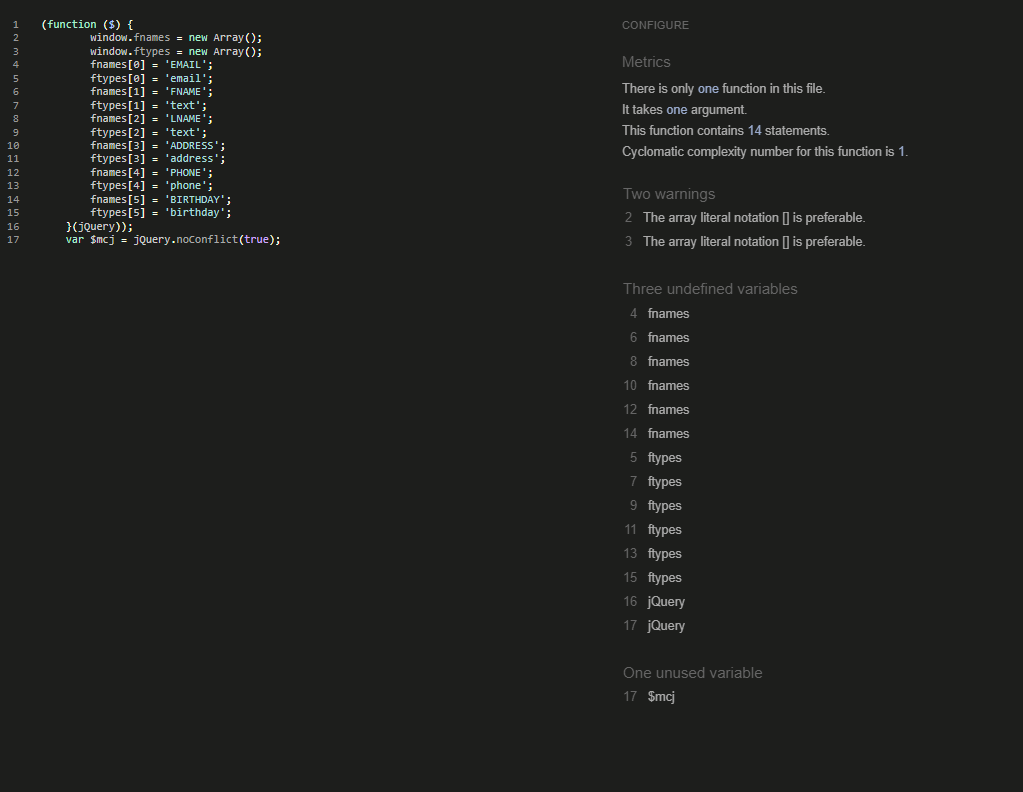 1 (function ($) {
2 window.fnames = new Array();
3 window.ftypes = new Array();
4 fnames[0] = 'EMAIL';
5 ftypes[0] = 'email';
6 fnames[1] = 'FNAME';
7 ftypes[1] = 'text';
8 fnames[2] = 'LNAME';
9 ftypes[2] = 'text';
10 fnames[3] = 'ADDRESS';
11 ftypes[3] = 'address';
12 fnames[4] = 'PHONE';
13 ftypes[4] = 'phone';
14 fnames[5] = 'BIRTHDAY';
15 ftypes[5] = 'birthday';
16 }(jQuery));
17 var $mcj = jQuery.noConflict(true);
CONFIGURE
Metrics
There is only one function in this file.
It takes one argument.
This function contains 14 statements.
Cyclomatic complexity number for this function is 1.
Two warnings
2 The array literal notation [] is preferable.
3 The array literal notation [] is preferable.
Three undefined variables
4 fnames
6 fnames
8 fnames
10 fnames
12 fnames
14 fnames
5 ftypes
7 ftypes
9 ftypes
11 ftypes
13 ftypes
15 ftypes
16 jQuery
17 jQuery
One unused variable
17 $mcj